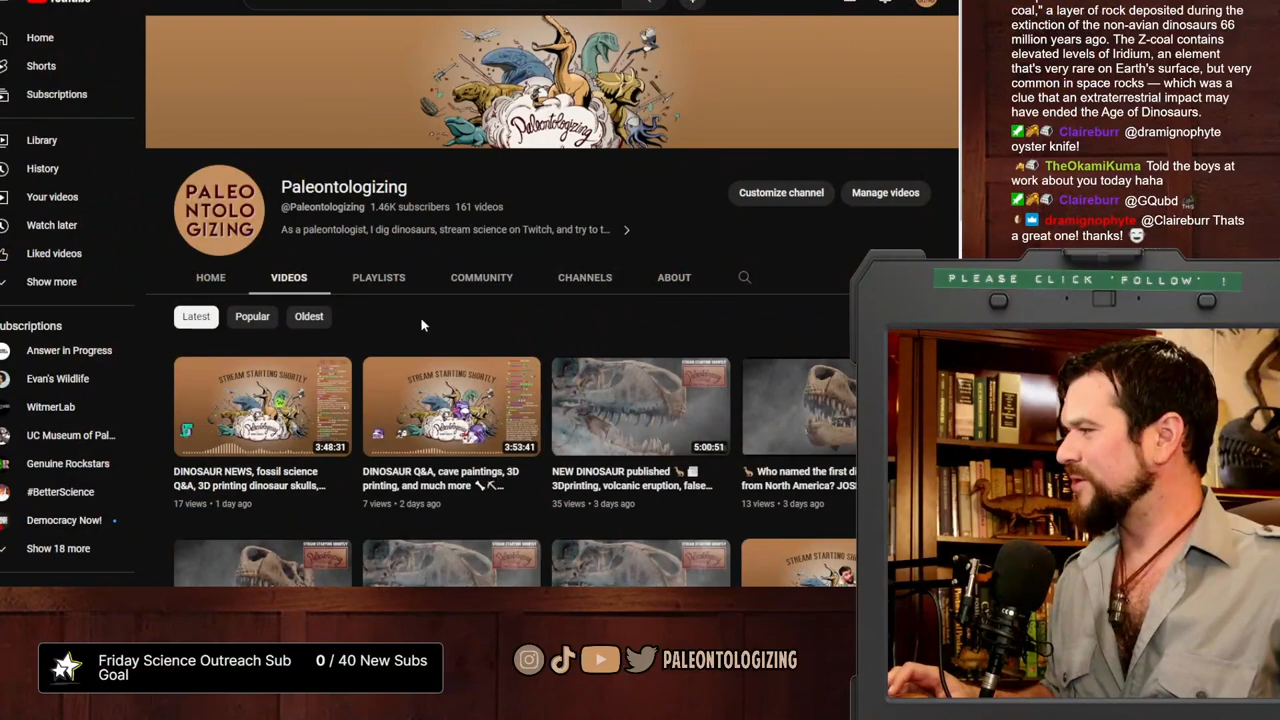 Home
Shorts
Subscriptions
Library
History
Your videos
Watch later
Liked videos
Show more
Answer in Progress
Evan's Wildlife
WitmerLab
UC Museum of Pal...
Genuine Rockstars
#BetterScience
Democracy Now!
Show 18 more
Paleontologizing
PALEO
NTOLO
GIZING
Paleontologizing
@Paleontologizing 1.46K subscribers 161 videos
As a paleontologist, I dig dinosaurs, stream science on Twitch, and try to t...
Customize channel
Manage videos
HOME
VIDEOS
PLAYLISTS
COMMUNITY
CHANNELS
ABOUT
Latest
Popular
Oldest
STREAM STARTING SHORTLY
3:48:31
DINOSAUR NEWS, fossil science
Q&A, 3D printing dinosaur skulls,...
17 views • 1 day ago
STREAM STARTING SHORTLY
3:53:41
DINOSAUR Q&A, cave paintings, 3D
printing, and much more
7 views • 2 days ago
STREAM STARTING SHORTLY
5:00:51
NEW DINOSAUR published
3Dprinting, volcanic eruption, false...
35 views • 3 days ago
Who named the first di
from North America? JOS
13 views • 3 days ago
coal," a layer of rock deposited during the
extinction of the non-avian dinosaurs 66
million years ago. The Z-coal contains
elevated levels of Iridium, an element
that's very rare on Earth's surface, but very
common in space rocks — which was a
clue that an extraterrestrial impact may
have ended the Age of Dinosaurs.
Claireburr @dramignophyte
oyster knife!
TheOkamiKuma Told the boys at
work about you today haha
Claireburr @GQubd
dramignophyte @Claireburr Thats
a great one! thanks!
PLEASE CLICK 'FOLLOW' !
Friday Science Outreach Sub
Goal
0 / 40 New Subs
PALEONTOLOGIZING